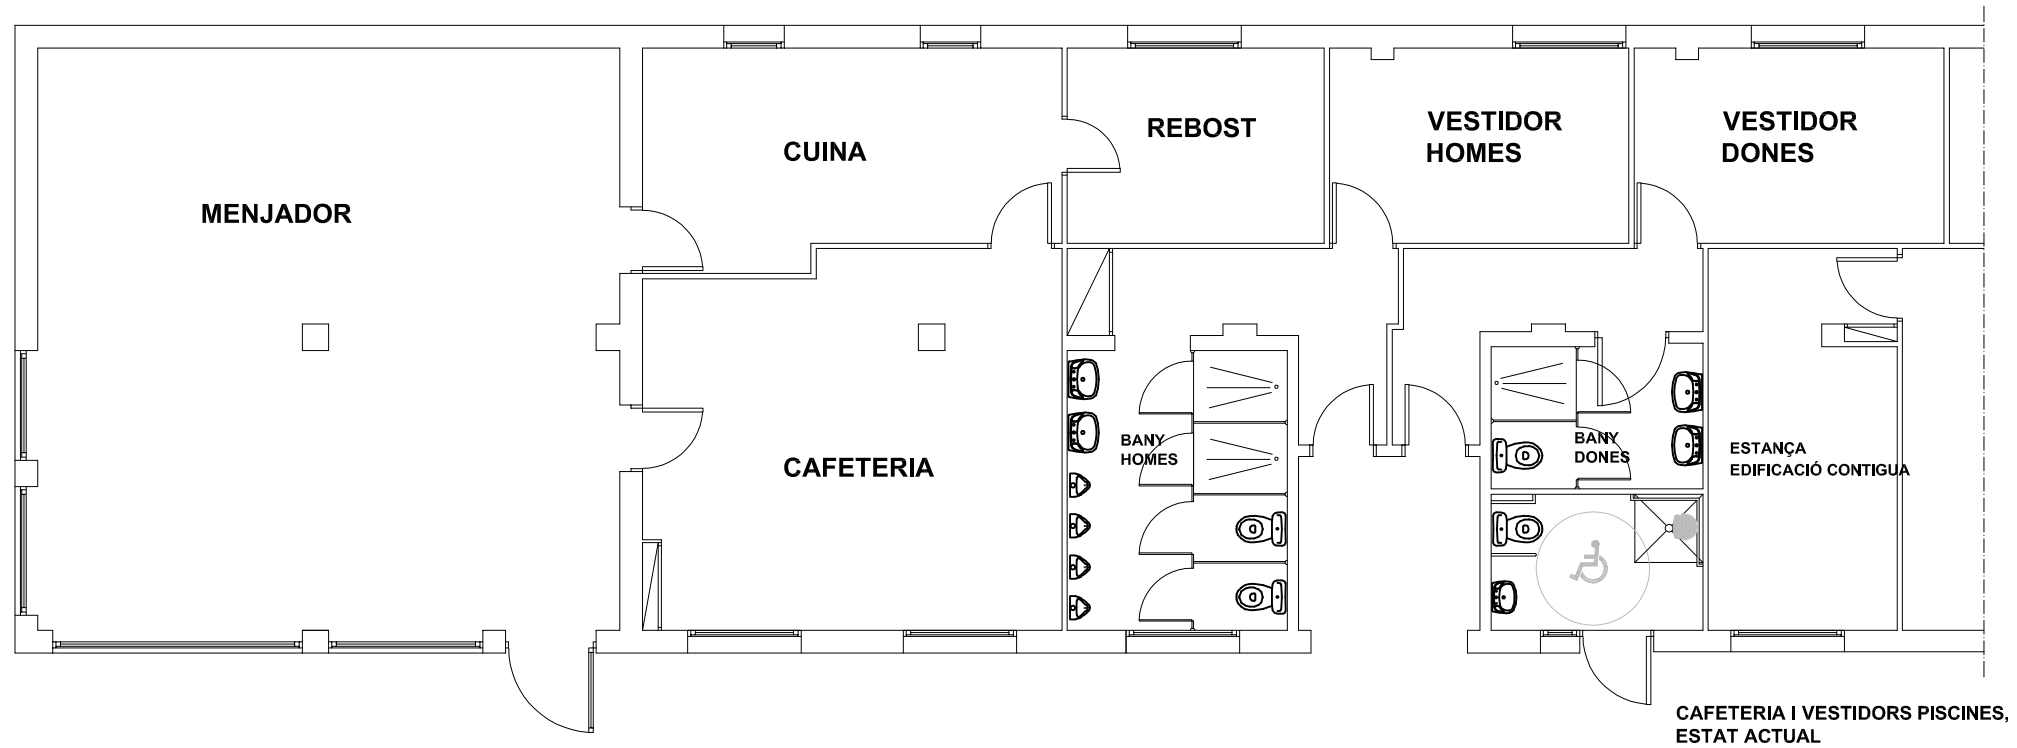 MENJADOR
CUINA
REBOST
VESTIDOR
HOMES
VESTIDOR
DONES
CAFETERIA
BANY
HOMES
BANY
DONES
ESTANÇA
EDIFICACIÓ CONTIGUA
CAFETERIA I VESTIDORS PISCINES,
ESTAT ACTUAL